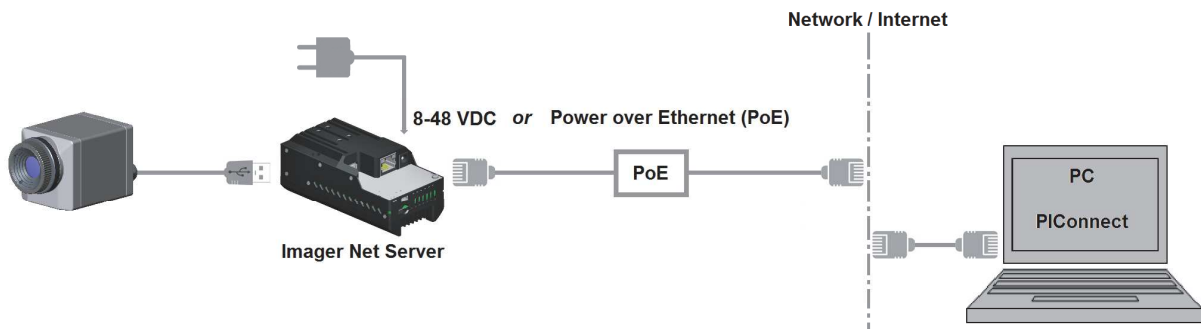 Network / Internet
8-48 VDC or Power over Ethernet (PoE)
PoE
PC
PIConnect
Imager Net Server